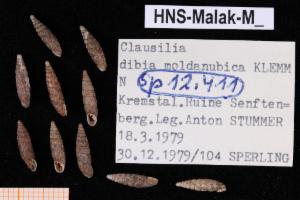 HNS-Malak-M_
Clausilia
dibia moldanubica KLEMM
N Sp 12.411
Kremstal.Ruine Senften-
berg.Leg.Anton STUMMER
18.3.1979
30.12.1979/104 SPERLING